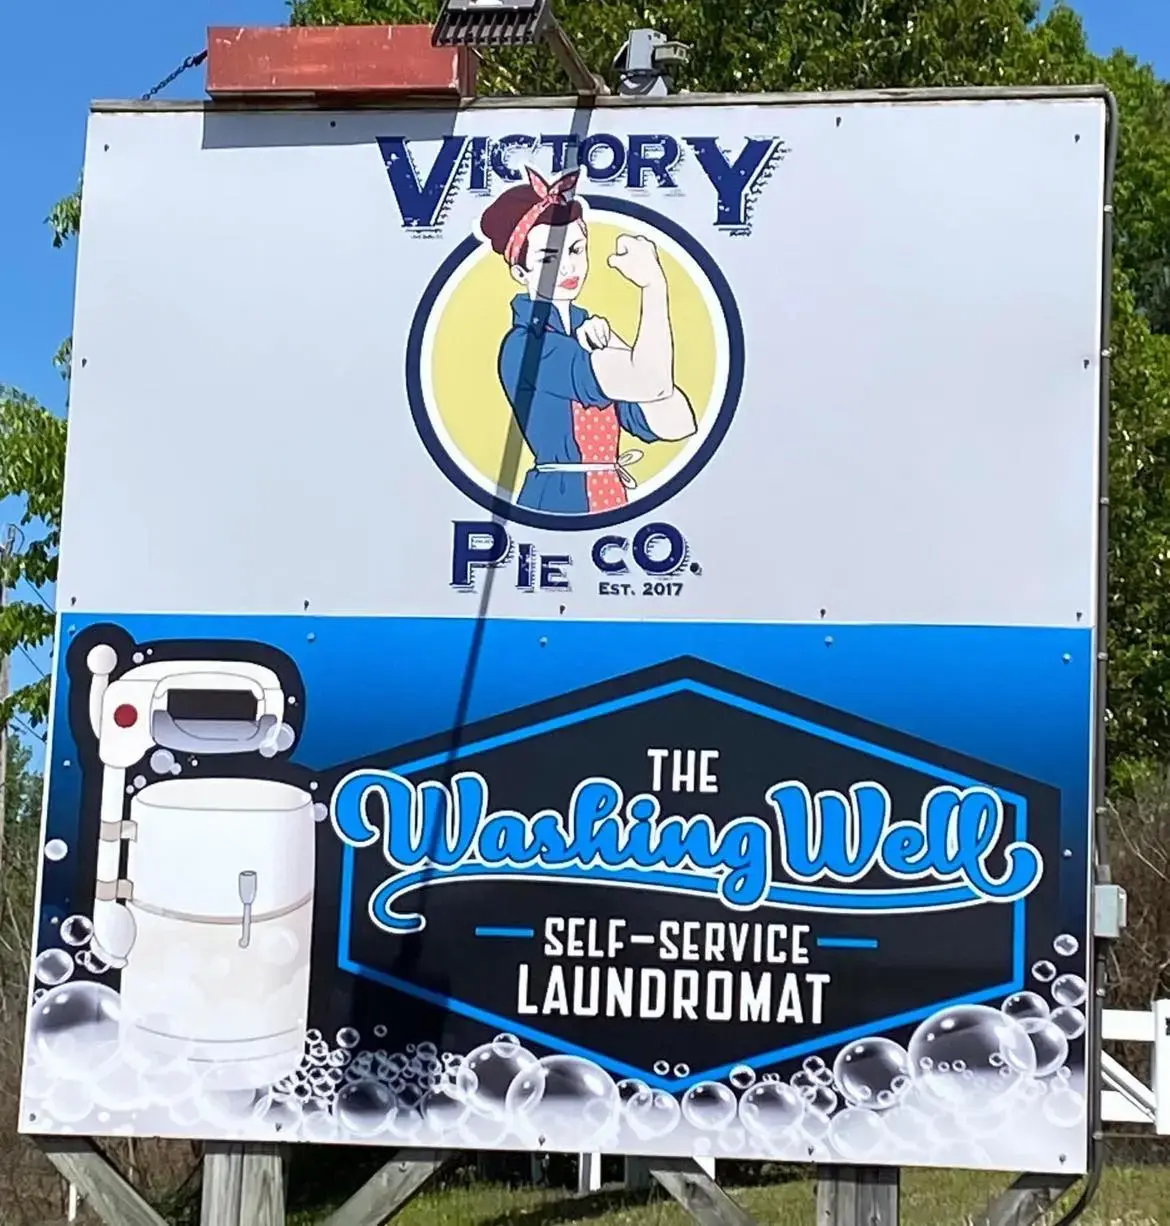 VICTORY
PIE CO.
EST. 2017
THE
Washing Well
SELF-SERVICE
LAUNDROMAT